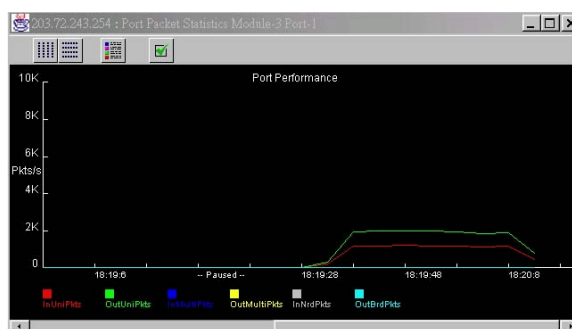 203.72.243.254 : Port Packet Statistics Module-3 Port-1
Port Performance
10K
8K
6K
Pkts/s
4K
2K
0
18:19:6 -- Paused -- 18:19:28 18:19:48 18:20:8
InUniPkts OutUniPkts InMultiPkts OutMultiPkts InNrdPkts OutBrdPkts